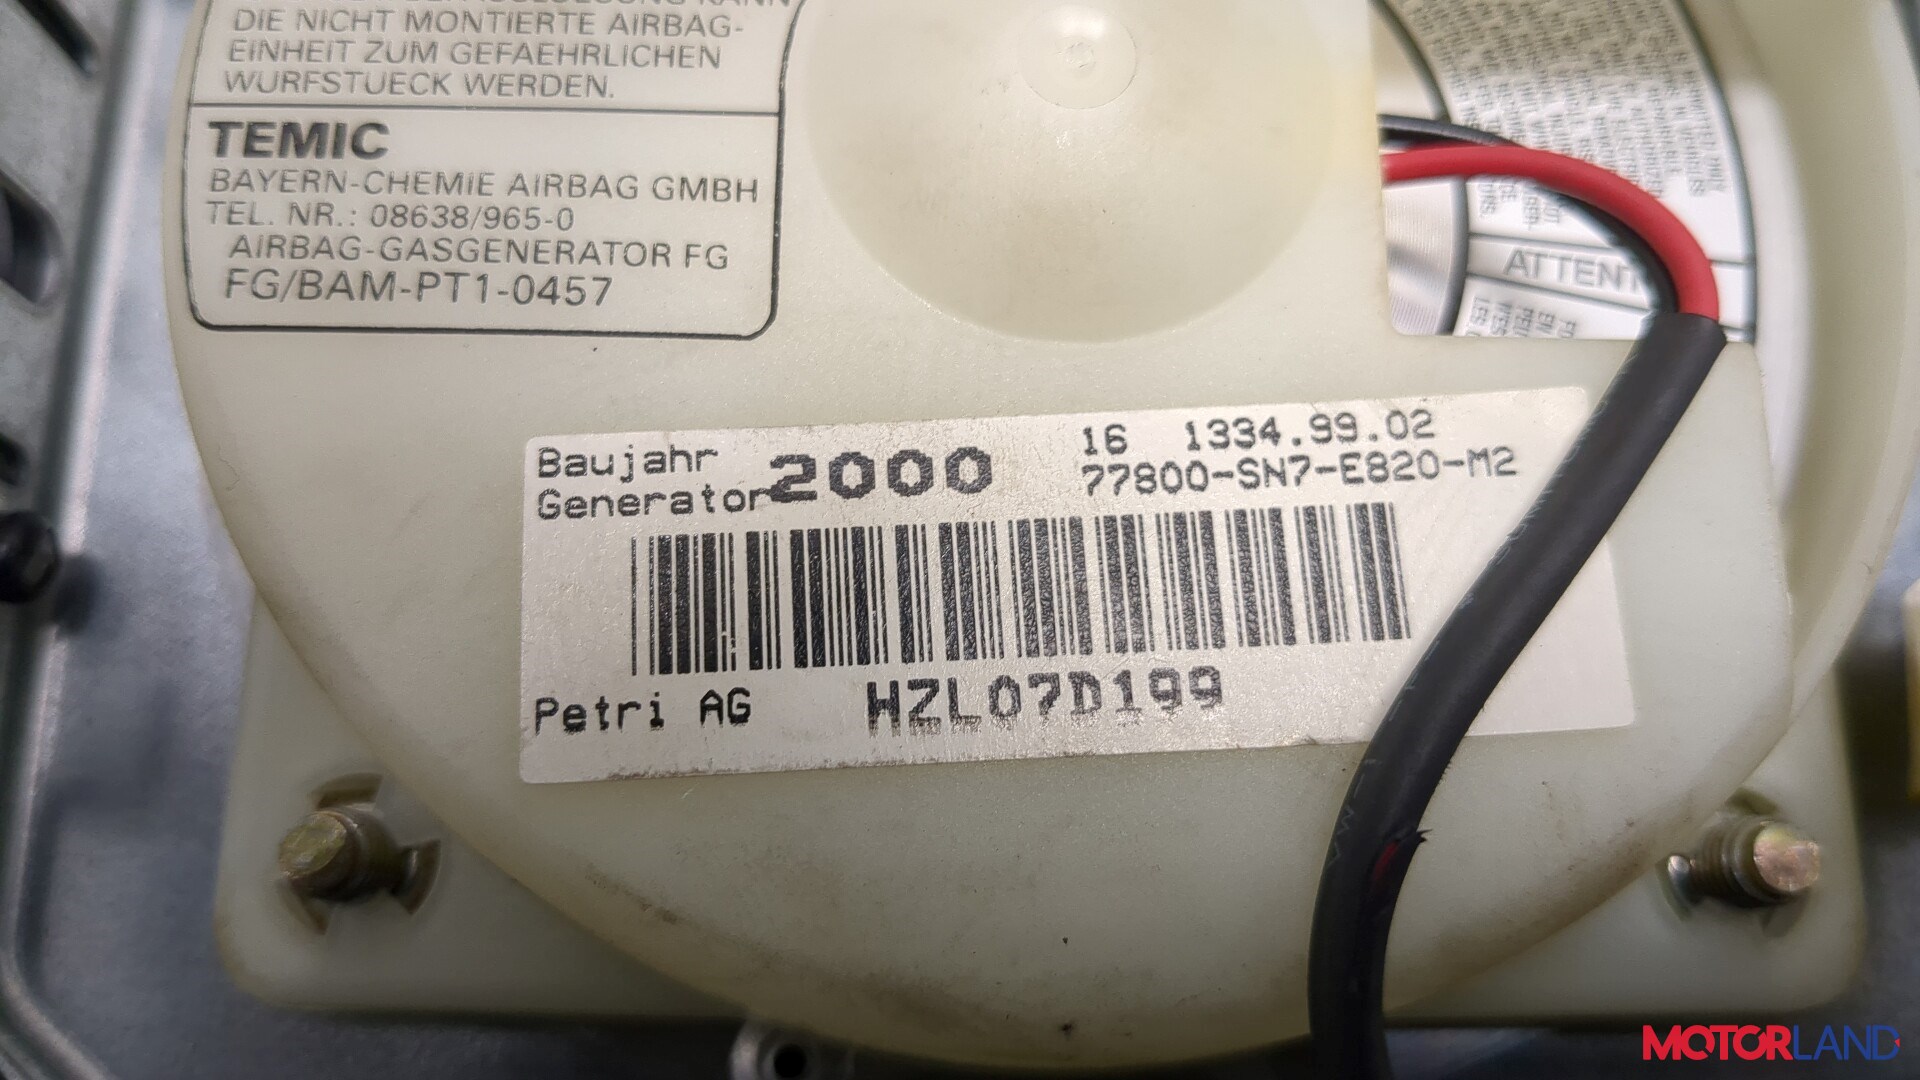 DIE NICHT MONTIERTE AIRBAG-
EINHEIT ZUM GEFAEHRLICHEN
WURFSTUECK WERDEN.
TEMIC
BAYERN-CHEMIE AIRBAG GMBH
TEL. NR.: 08638/965-0
AIRBAG-GASGENERATOR FG
FG/BAM-PT1-0457
ATTENT
Baujahr
Generator
2000
16 1334.99.02
77800-SN7-E820-M2
Petri AG HZL07D199
MOTORLAND